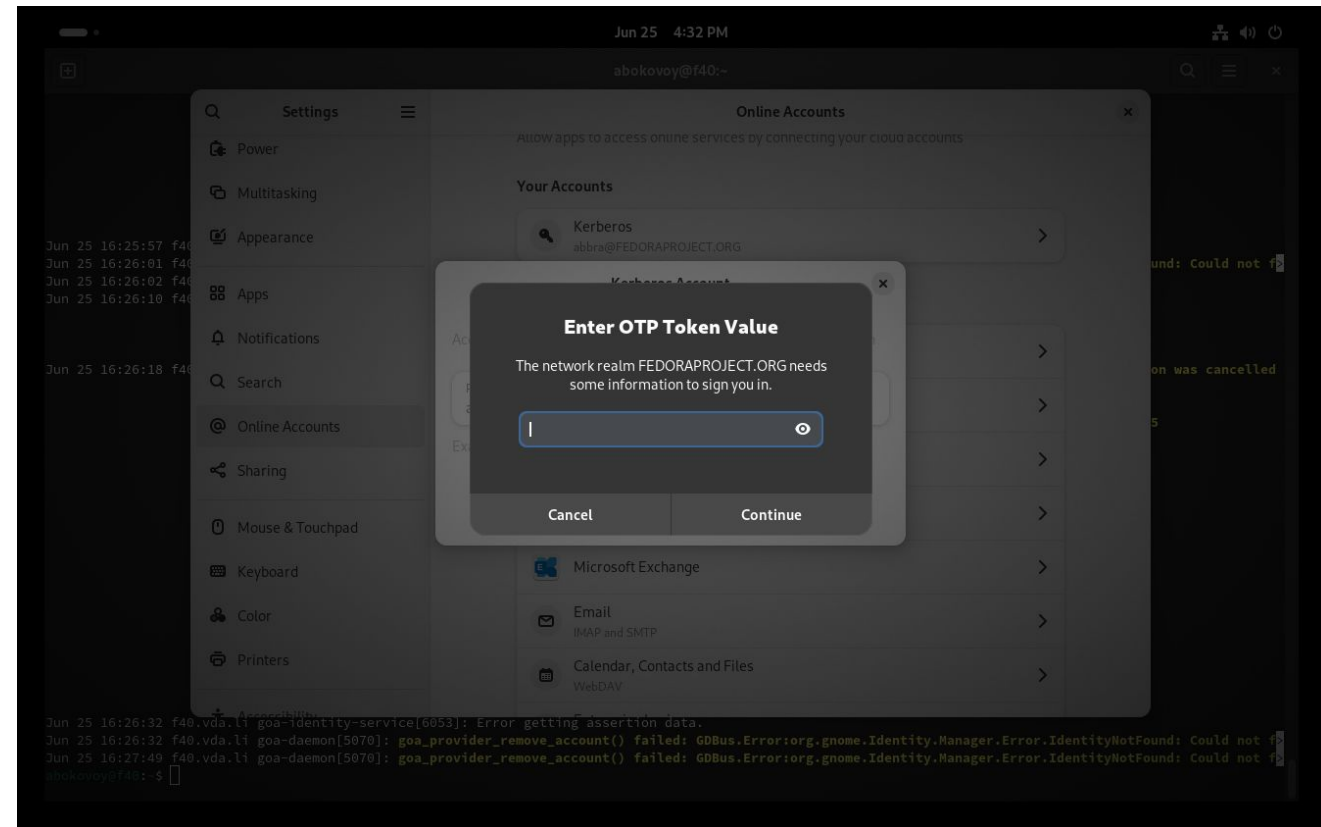 Jun 25 4:32 PM
abokovoy@f40:~
Settings
Online Accounts
Allow apps to access online services by connecting your cloud accounts
Power
Your Accounts
Multitasking
Kerberos
Appearance
abbra@FEDORAPROJECT.ORG
Jun 25 16:25:57 f40
Jun 25 16:26:01 f40
und: Could not f>
Jun 25 16:26:02 f40
Jun 25 16:26:10 f40
Apps
Kerberos Account
Enter OTP Token Value
Notifications
The network realm FEDORAPROJECT.ORG needs
some information to sign you in.
Jun 25 16:26:18 f40
on was cancelled
Search
Online Accounts
5
Sharing
Cancel
Continue
Mouse & Touchpad
Microsoft Exchange
Keyboard
Email
IMAP and SMTP
Color
Printers
Calendar, Contacts and Files
WebDAV
Accessibility
Jun 25 16:26:32 f40.vda.li goa-identity-service[6053]: Error getting assertion data.
Jun 25 16:26:32 f40.vda.li goa-daemon[5070]: goa_provider_remove_account() failed: GDBus.Error:org.gnome.Identity.Manager.Error.IdentityNotFound: Could not f>
Jun 25 16:27:49 f40.vda.li goa-daemon[5070]: goa_provider_remove_account() failed: GDBus.Error:org.gnome.Identity.Manager.Error.IdentityNotFound: Could not f>
abokovoy@f40:~$